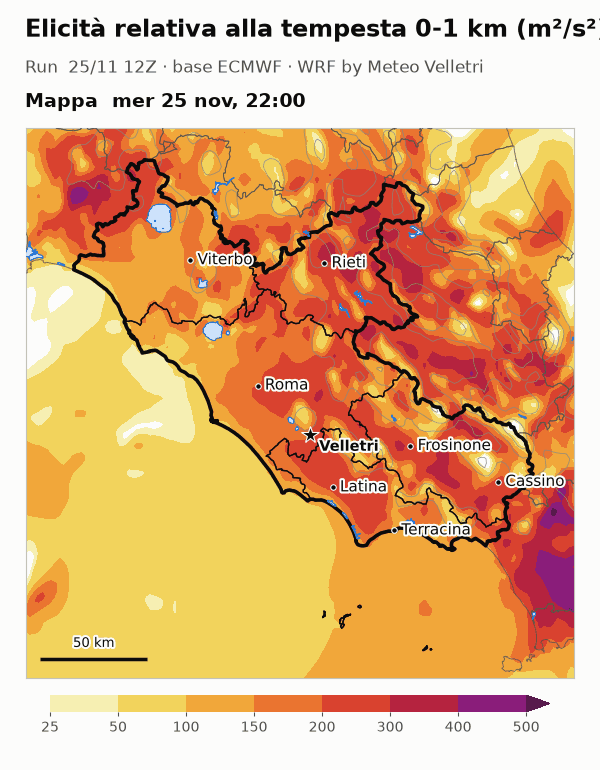 Elicità relativa alla tempesta 0-1 km (m²/s²)
Run  25/11 12Z · base ECMWF · WRF by Meteo Velletri
Mappa  mer 25 nov, 22:00
Viterbo
Rieti
Roma
Velletri
Frosinone
Cassino
Latina
Terracina
50 km
25 50 100 150 200 300 400 500